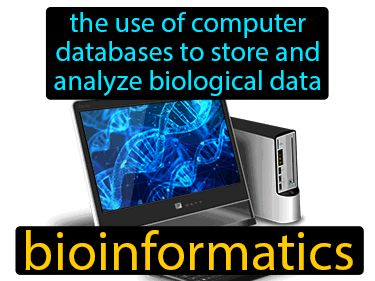 the use of computer
databases to store and
analyze biological data
bioinformatics